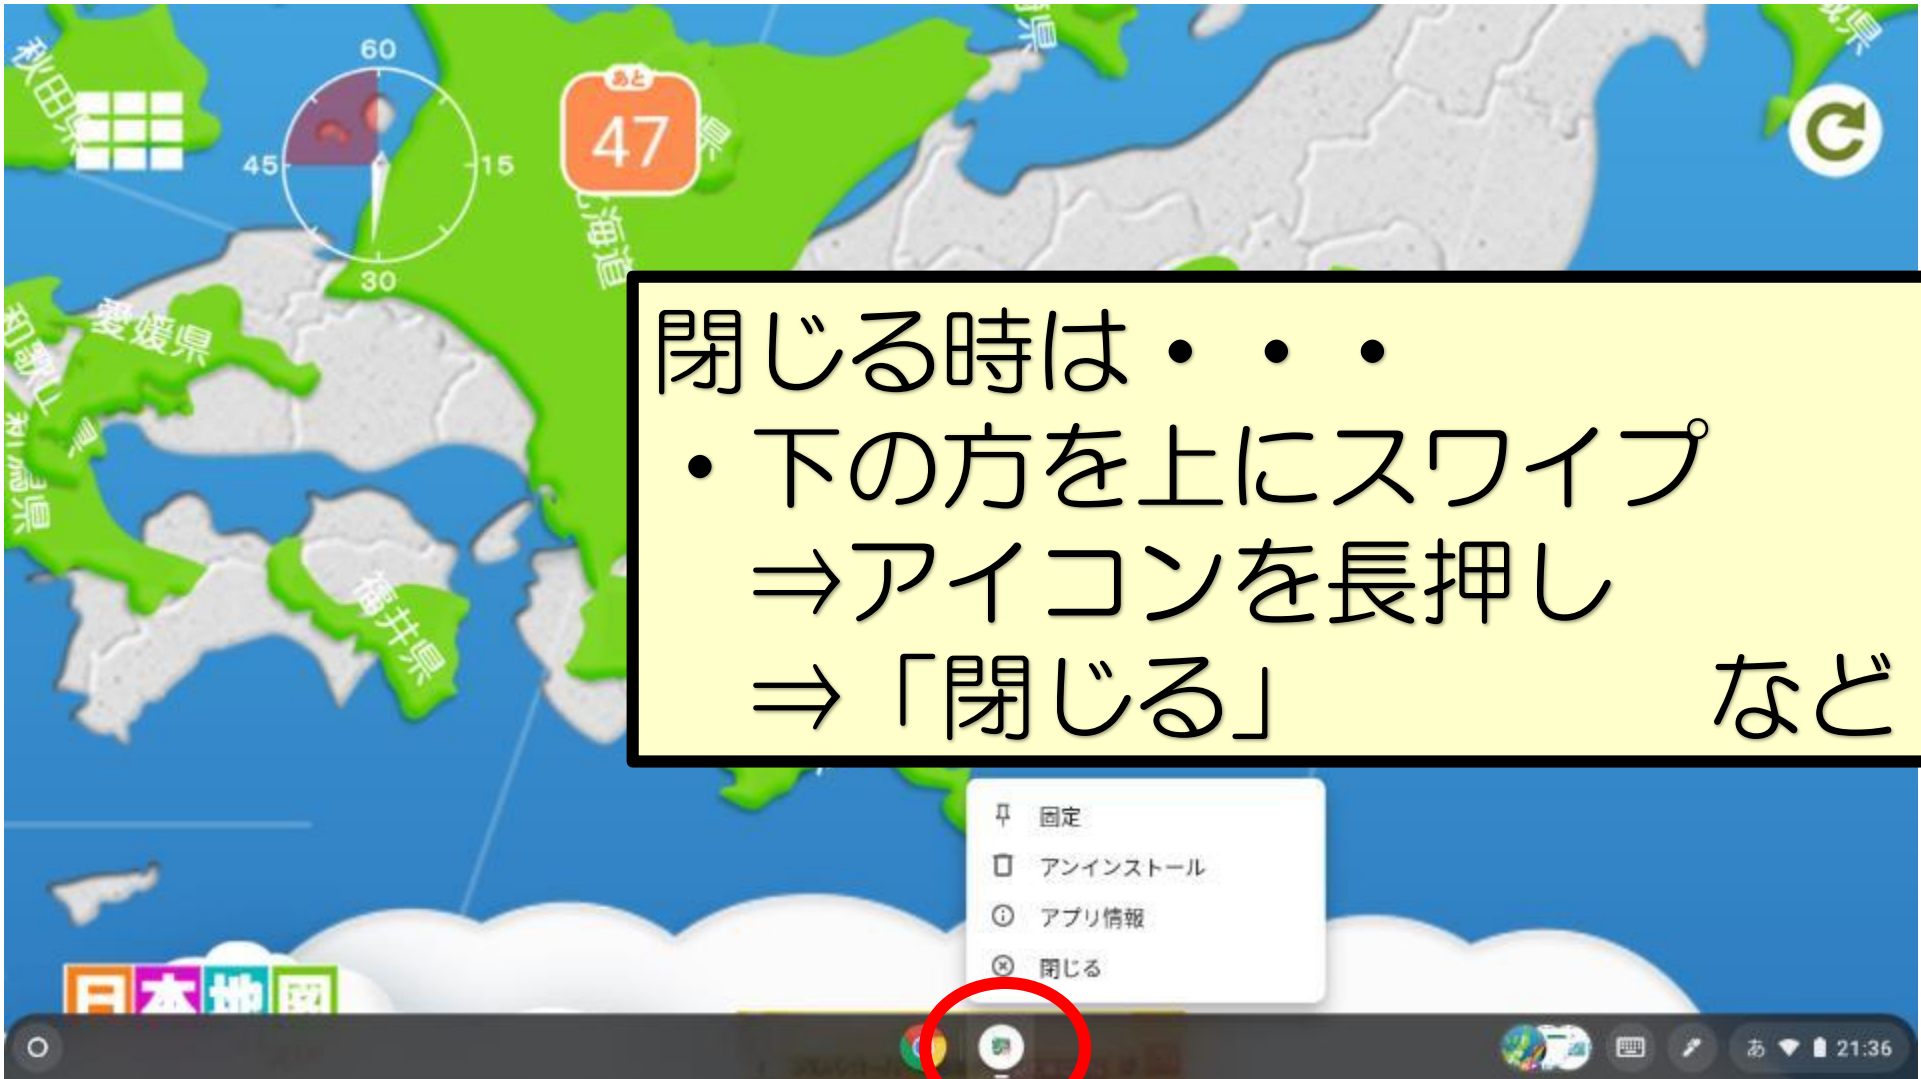 秋田県
60
45
15
30
あと
47
県
北海道
愛媛県
和歌山
県
福井県
閉じる時は・・・
・下の方を上にスワイプ
⇒アイコンを長押し
⇒「閉じる」 など
固定
アンインストール
アプリ情報
閉じる
日本地図
あ 21:36